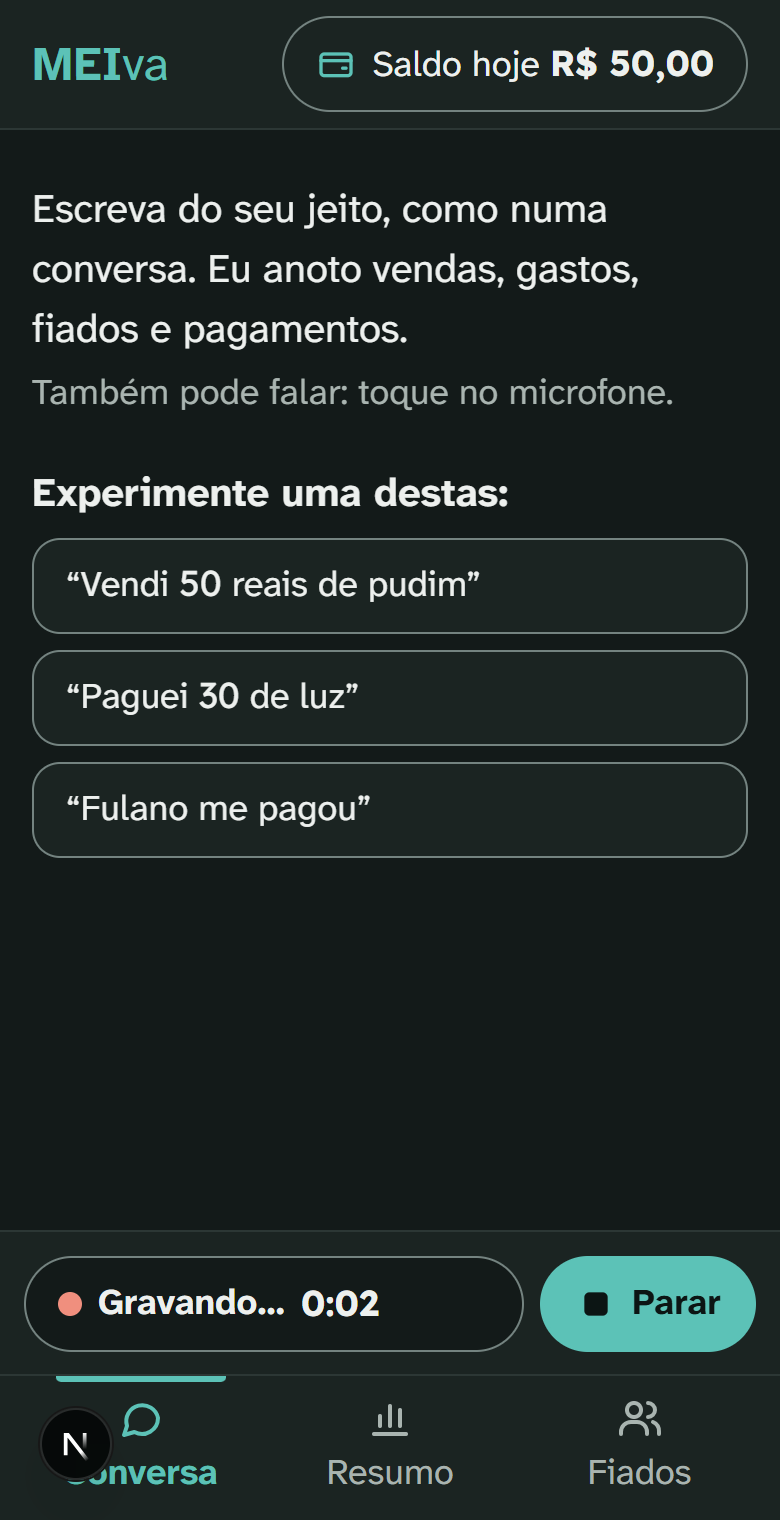 MEIva
Saldo hoje R$ 50,00
Escreva do seu jeito, como numa
conversa. Eu anoto vendas, gastos,
fiados e pagamentos.
Também pode falar: toque no microfone.
Experimente uma destas:
“Vendi 50 reais de pudim”
“Paguei 30 de luz”
“Fulano me pagou”
Gravando... 0:02
Parar
N
Conversa
Resumo
Fiados